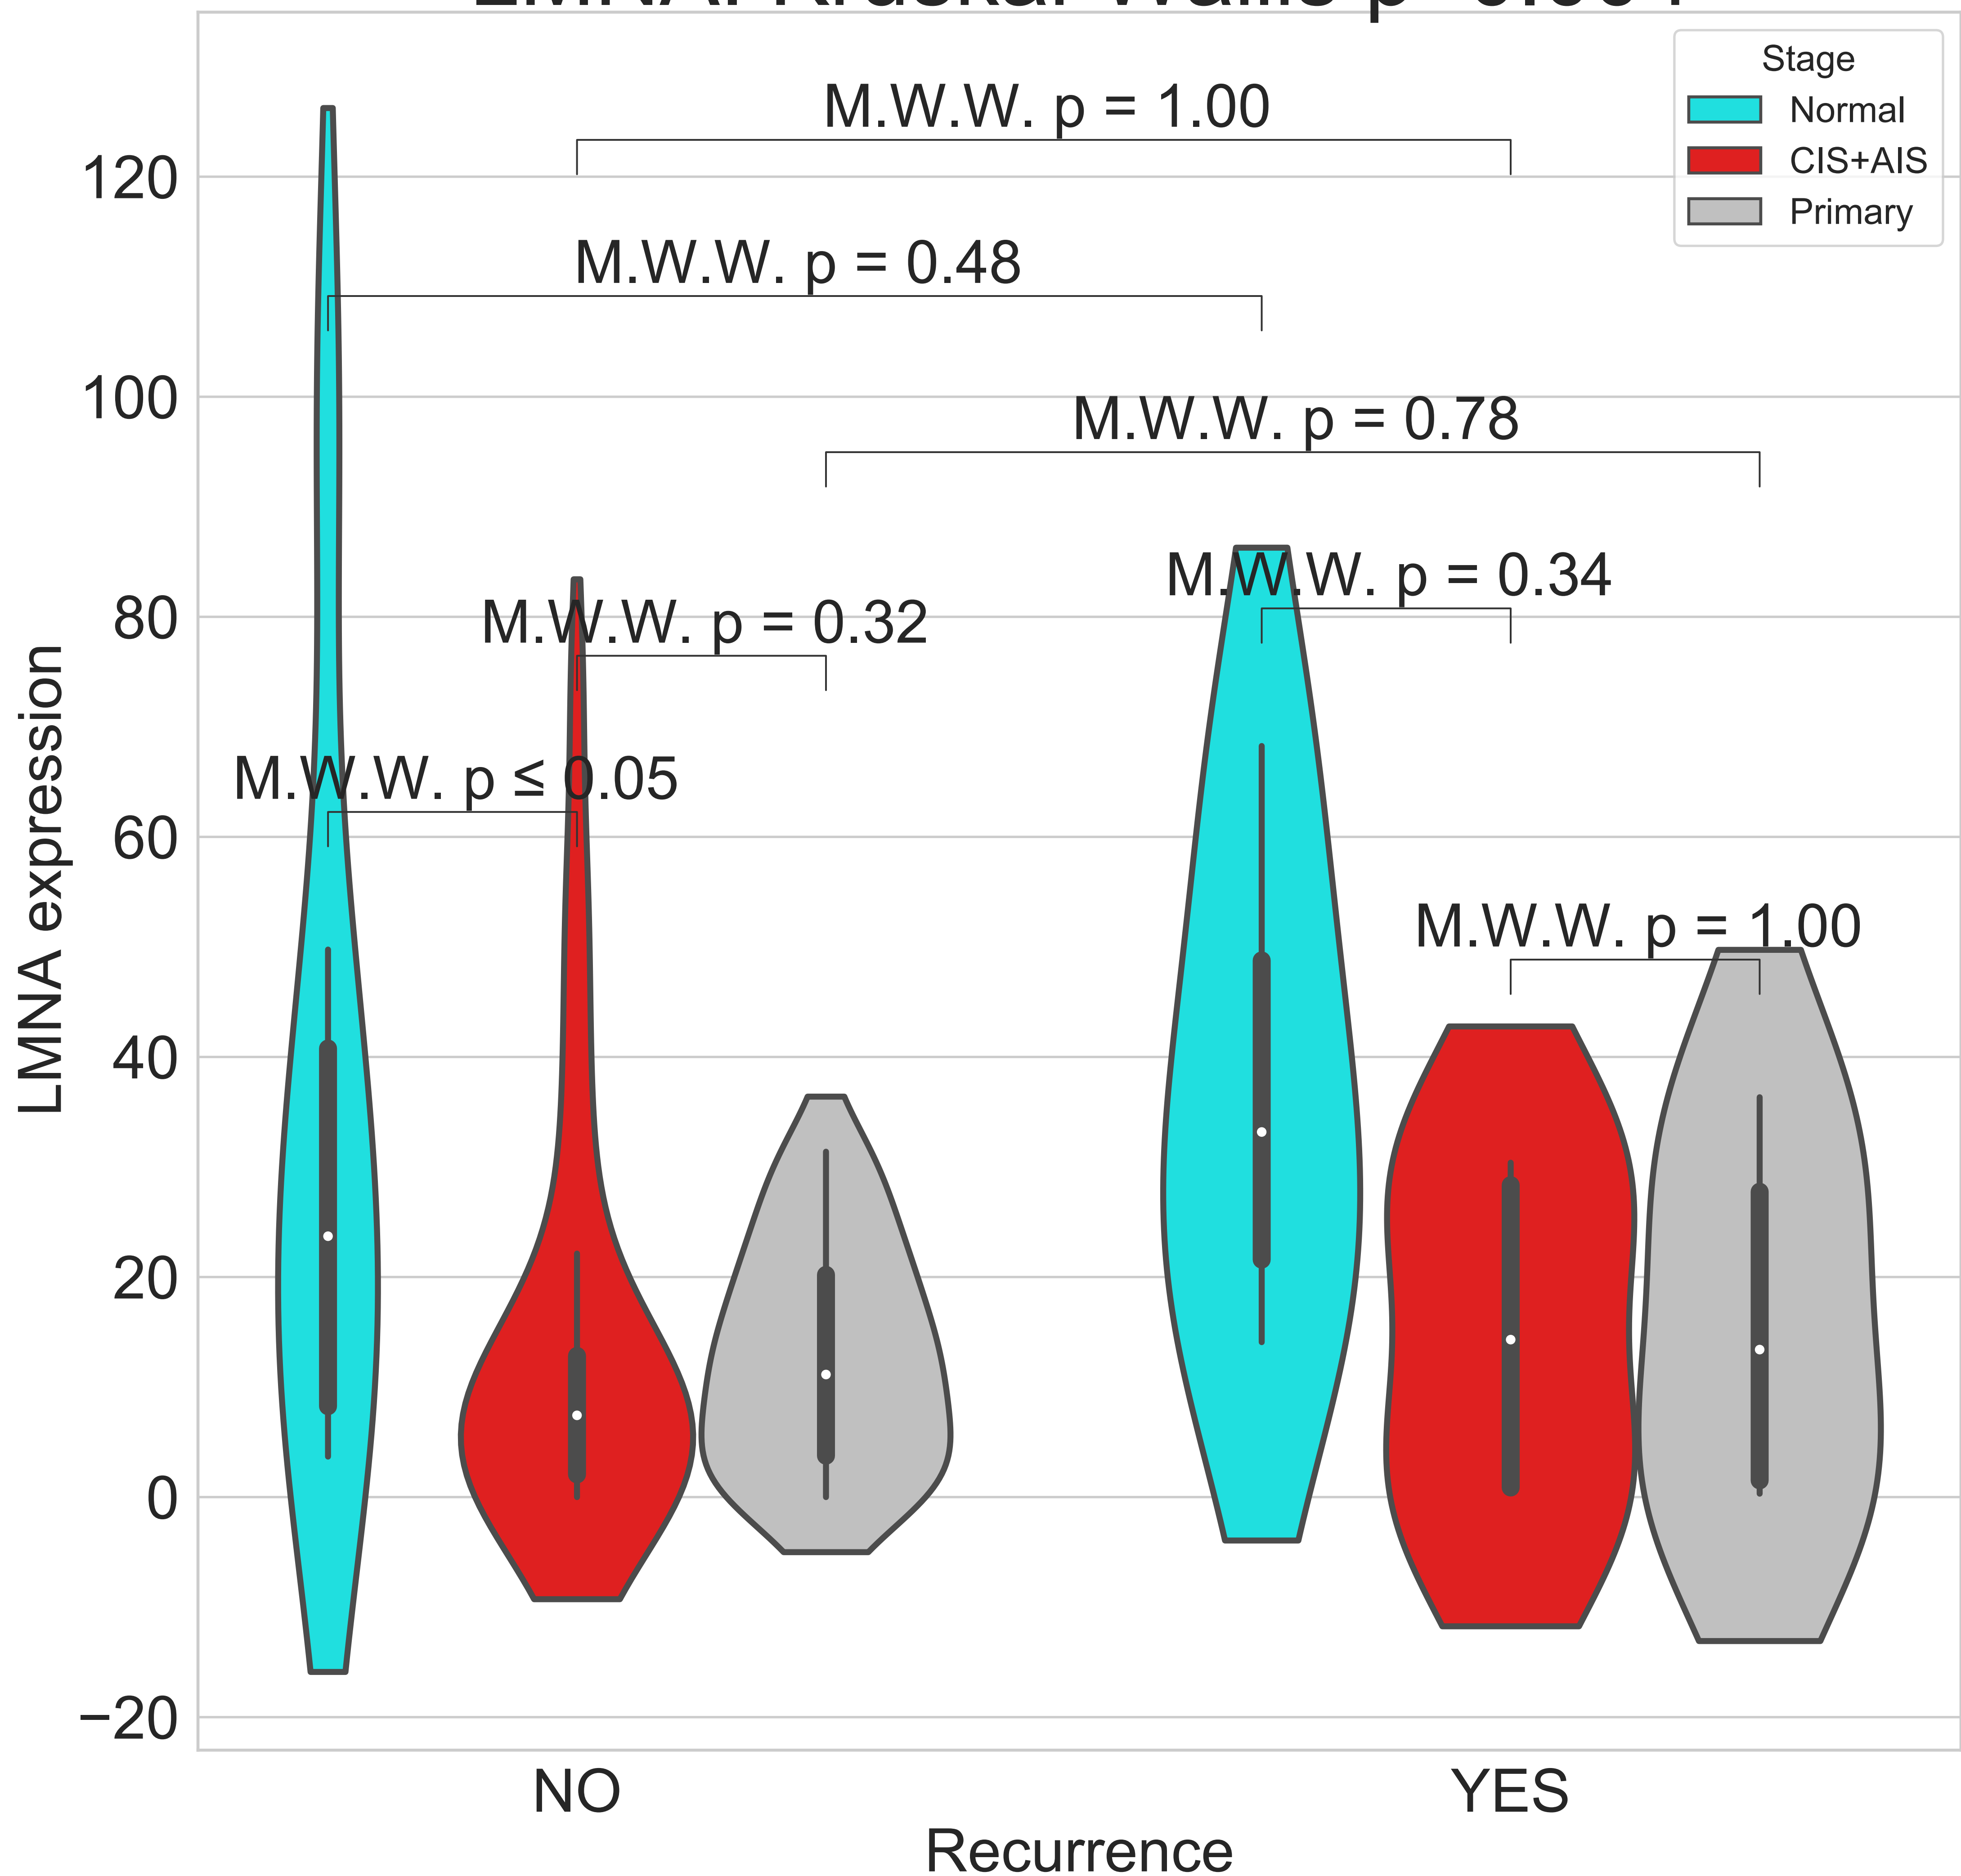 Stage
Normal
CIS+AIS
Primary
M.W.W. p = 1.00
M.W.W. p = 0.48
M.W.W. p = 0.78
M.W.W. p = 0.34
M.W.W. p = 0.32
M.W.W. p ≤ 0.05
M.W.W. p = 1.00
120
100
80
60
40
20
0
−20
LMNA expression
NO
YES
Recurrence